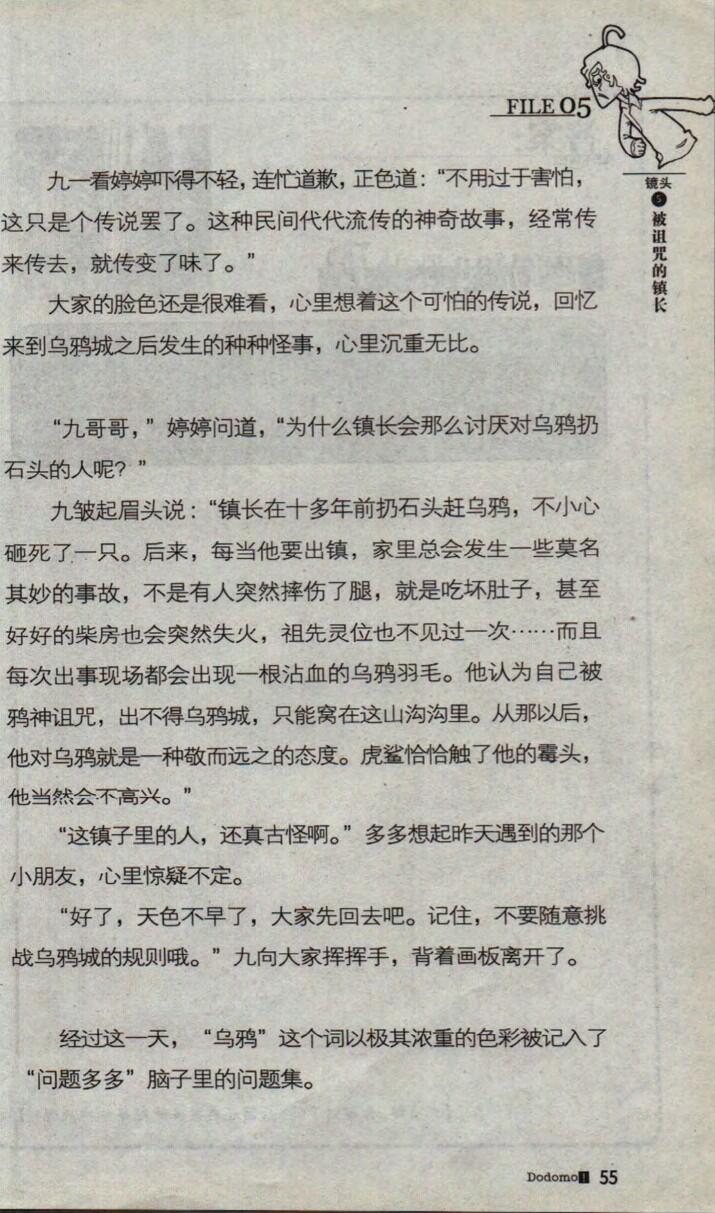 FILE 05
镜头
5
被诅咒的镇长
九一看婷婷吓得不轻，连忙道歉，正色道：“不用过于害怕，
这只是个传说罢了。这种民间代代流传的神奇故事，经常传
来传去，就传变了味了。”
大家的脸色还是很难看，心里想着这个可怕的传说，回忆
来到乌鸦城之后发生的种种怪事，心里沉重无比。
“九哥哥，”婷婷问道，“为什么镇长会那么讨厌对乌鸦扔
石头的人呢？”
九皱起眉头说：“镇长在十多年前扔石头赶乌鸦，不小心
砸死了一只。后来，每当他要出镇，家里总会发生一些莫名
其妙的事故，不是有人突然摔伤了腿，就是吃坏肚子，甚至
好好的柴房也会突然失火，祖先灵位也不见过一次……而且
每次出事现场都会出现一根沾血的乌鸦羽毛。他认为自己被
鸦神诅咒，出不得乌鸦城，只能窝在这山沟沟里。从那以后，
他对乌鸦就是一种敬而远之的态度。虎鲨恰恰触了他的霉头，
他当然会不高兴。”
“这镇子里的人，还真古怪啊。”多多想起昨天遇到的那个
小朋友，心里惊疑不定。
“好了，天色不早了，大家先回去吧。记住，不要随意挑
战乌鸦城的规则哦。”九向大家挥挥手，背着画板离开了。
经过这一天，“乌鸦”这个词以极其浓重的色彩被记入了
“问题多多”脑子里的问题集。
Dodomo! 55